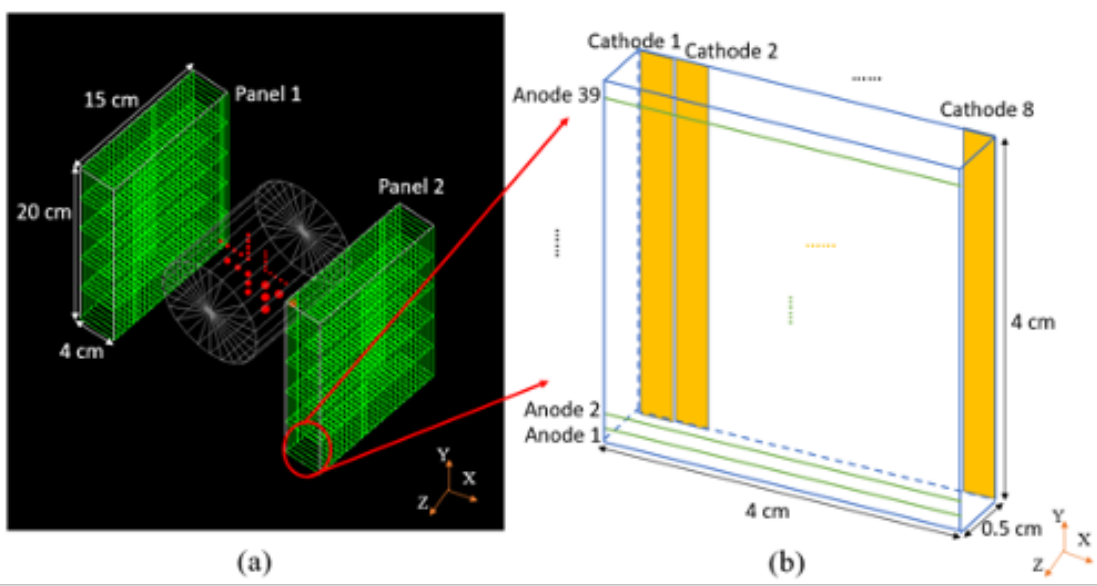 15 cm
Panel 1
20 cm
4 cm
Panel 2
Y
X
Z
(a)
Cathode 1
Cathode 2
......
Anode 39
Cathode 8
......
......
......
4 cm
Anode 2
Anode 1
4 cm
0.5 cm
Y
X
Z
(b)